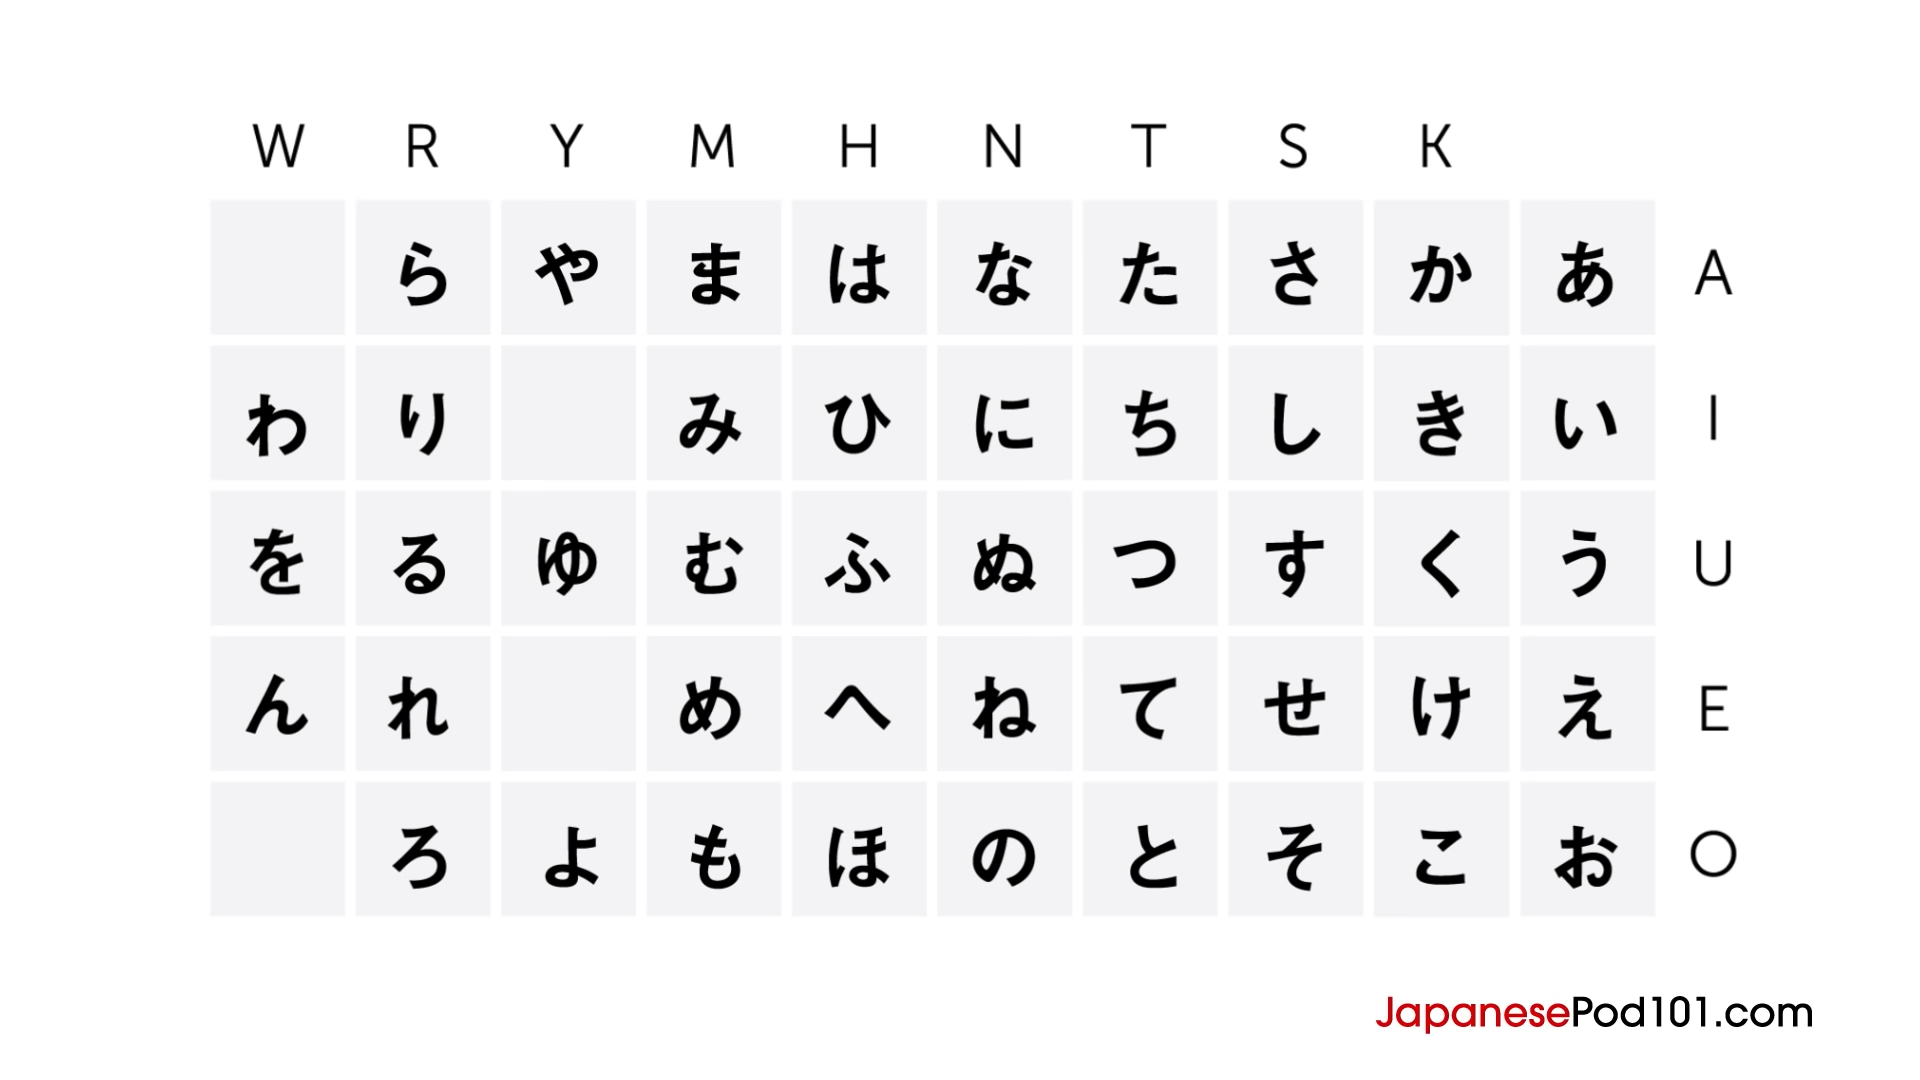 W R Y M H N T S K
ら や ま は な た さ か あ A
わ り み ひ に ち し き い I
を る ゆ む ふ ぬ つ す く う U
ん れ め へ ね て せ け え E
ろ よ も ほ の と そ こ お O
JapanesePod101.com